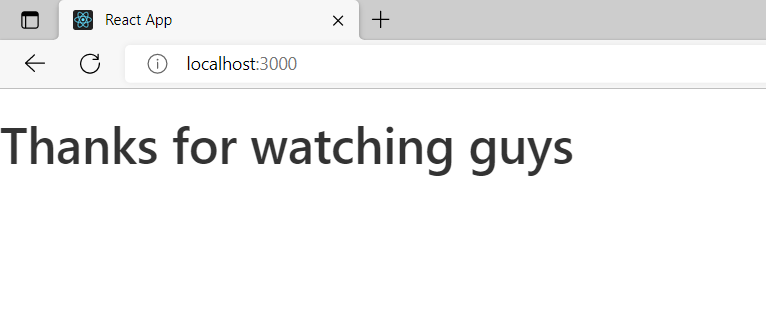 React App
localhost:3000
Thanks for watching guys